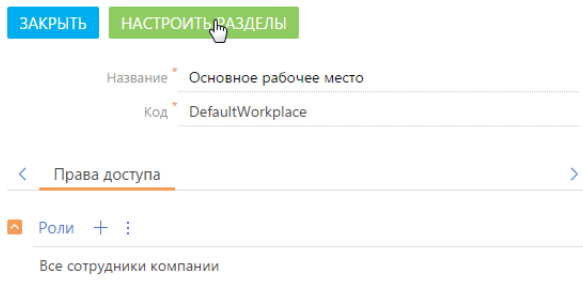 ЗАКРЫТЬ НАСТРОИТЬ РАЗДЕЛЫ
Название * Основное рабочее место
Код * DefaultWorkplace
Права доступа
Роли
Все сотрудники компании